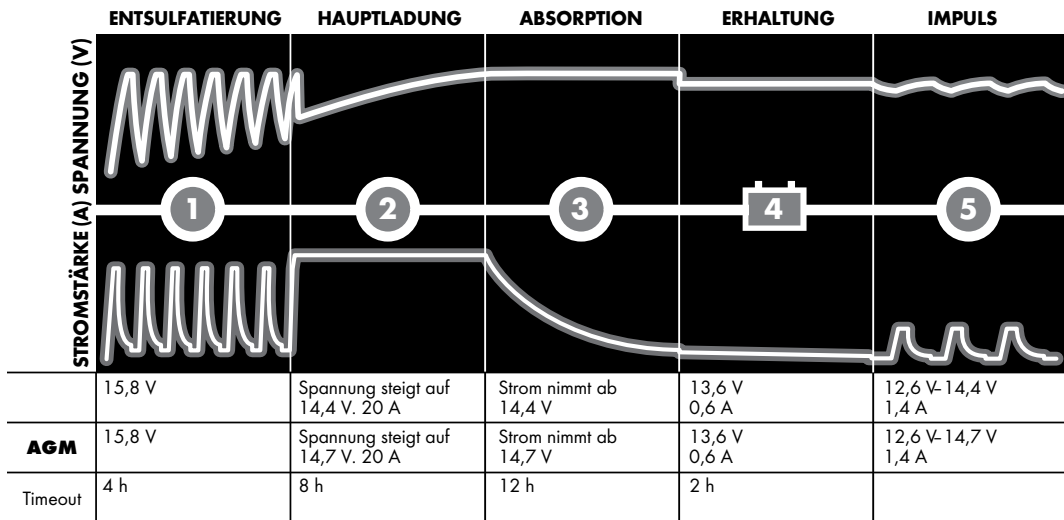 ENTSULFATIERUNG HAUPTLADUNG ABSORPTION ERHALTUNG IMPULS
SPANNUNG (V)
STROMSTÄRKE (A)
1 2 3 4 5
15,8 V Spannung steigt auf Strom nimmt ab 13,6 V 12,6 V–14,4 V
14,4 V. 20 A 14,4 V 0,6 A 1,4 A
AGM 15,8 V Spannung steigt auf Strom nimmt ab 13,6 V 12,6 V–14,7 V
14,7 V. 20 A 14,7 V 0,6 A 1,4 A
Timeout 4 h 8 h 12 h 2 h